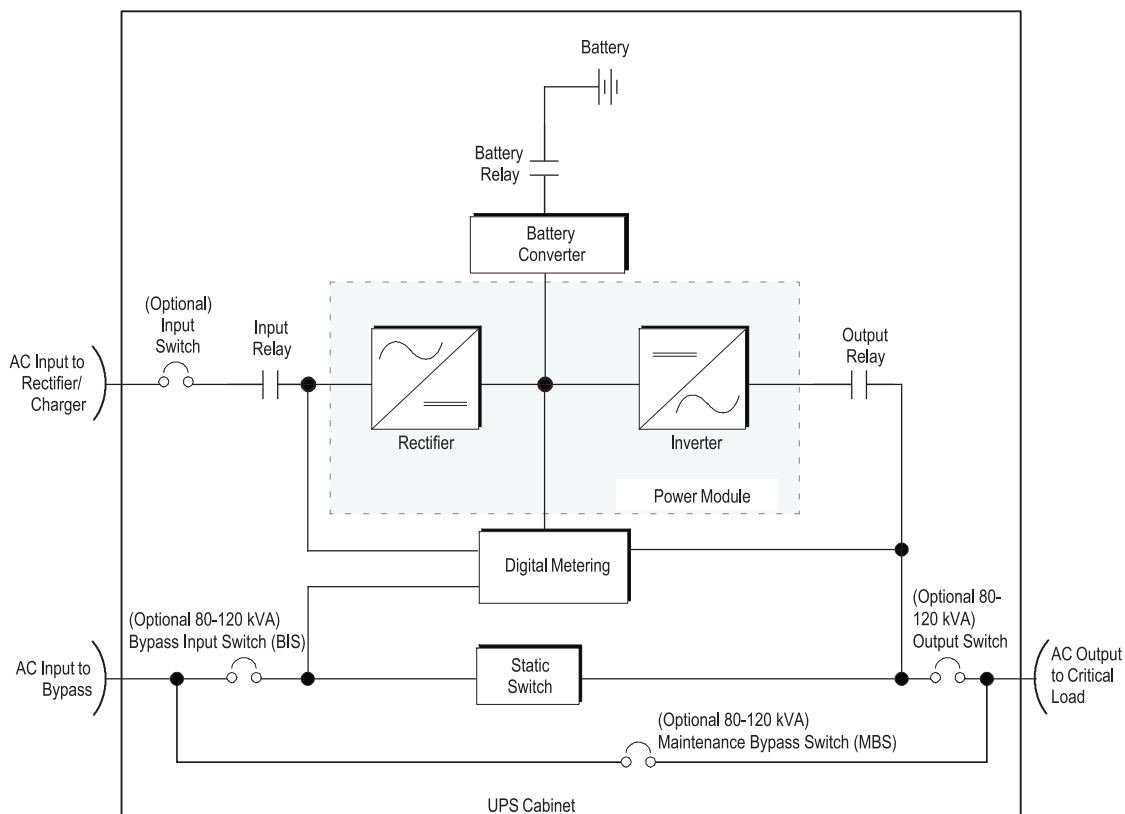 Battery
Battery
Relay
Battery
Converter
(Optional)
Input
Switch
Input
Relay
Output
Relay
AC Input to
Rectifier/
Charger
Rectifier
Inverter
Power Module
Digital Metering
(Optional 80-120 kVA)
Bypass Input Switch (BIS)
(Optional 80-
120 kVA)
Output Switch
AC Input to
Bypass
Static
Switch
AC Output
to Critical
Load
(Optional 80-120 kVA)
Maintenance Bypass Switch (MBS)
UPS Cabinet